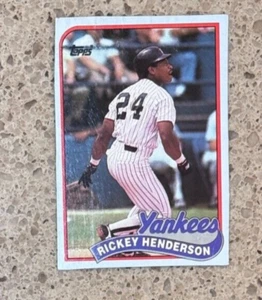 Topps
24
Yankees
RICKEY HENDERSON